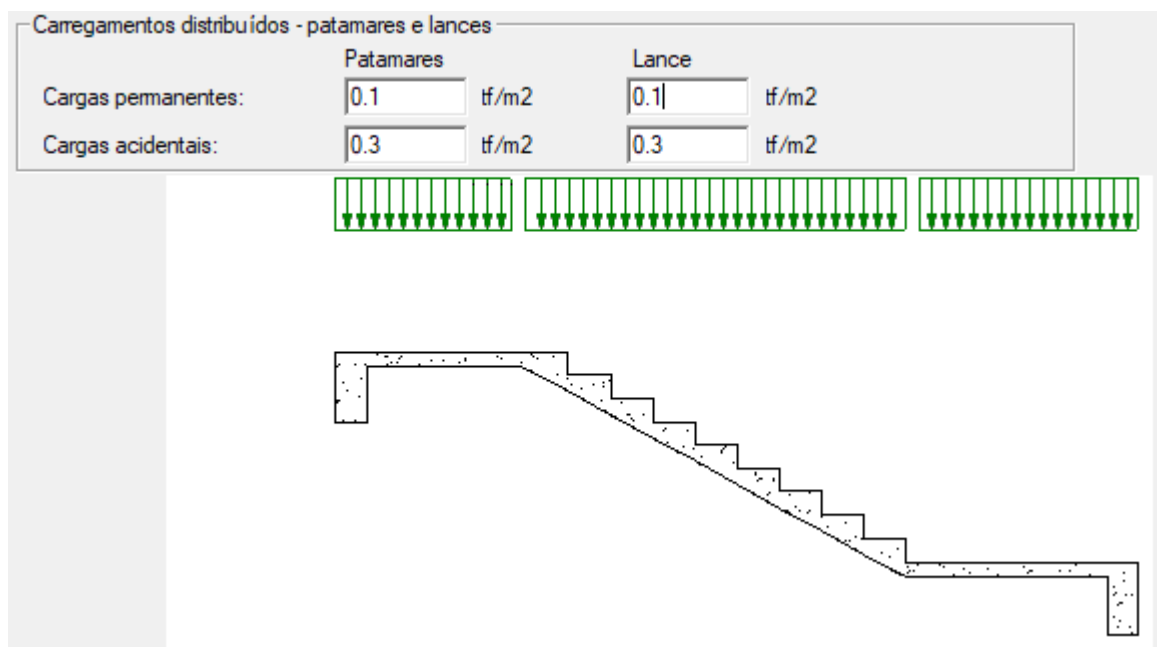 Carregamentos distribuídos - patamares e lances
Patamares Lance
Cargas permanentes: 0.1 tf/m2 0.1 tf/m2
Cargas acidentais: 0.3 tf/m2 0.3 tf/m2